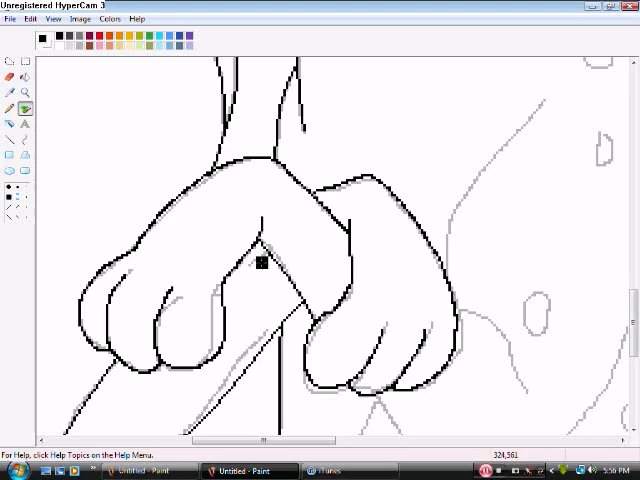 Unregistered HyperCam 3
File Edit View Image Colors Help
For Help, click Help Topics on the Help Menu.
324,561
Untitled - Paint
Untitled - Paint
iTunes
5:56 PM